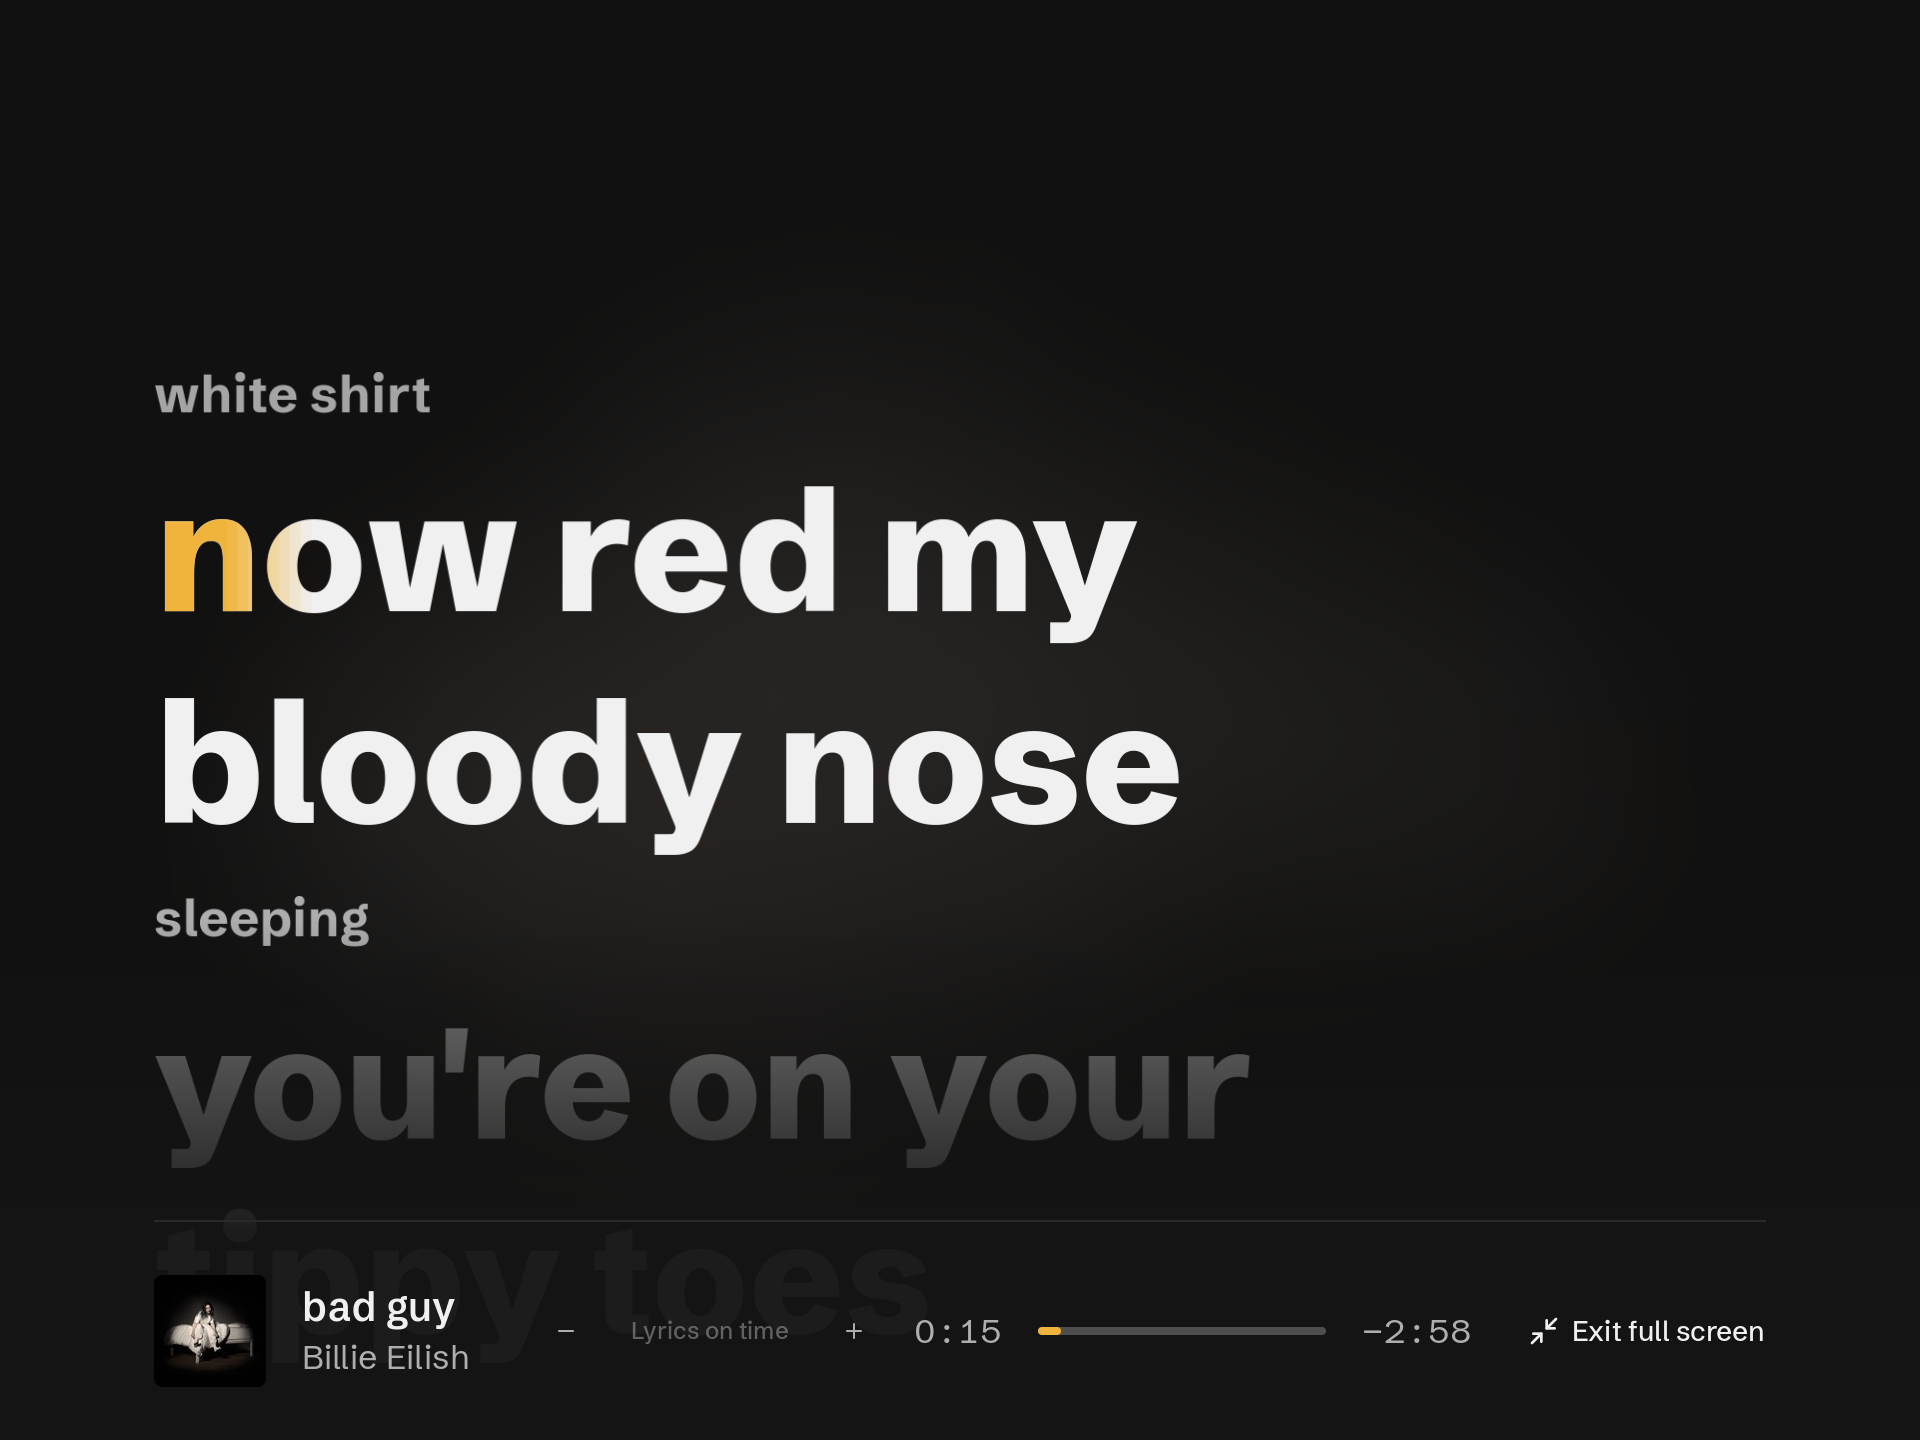 white shirt
now red my
bloody nose
sleeping
you're on your
tippy toes
bad guy
Billie Eilish
− Lyrics on time + 0:15 −2:58 Exit full screen